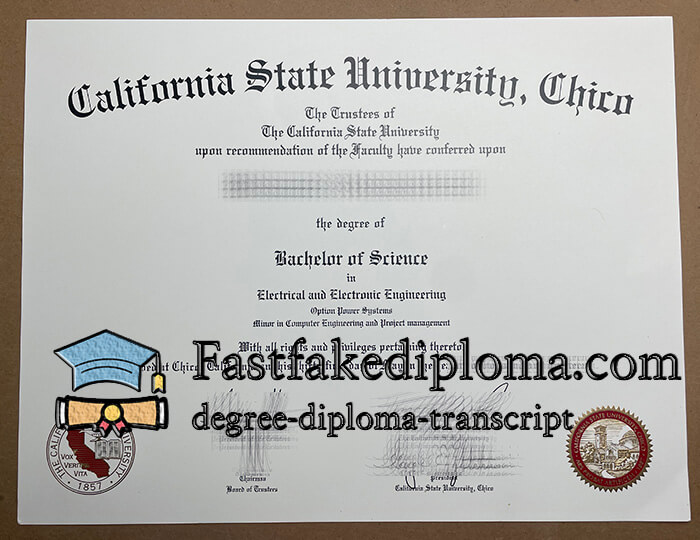 California State University, Chico
The Trustees of
The California State University
upon recommendation of the Faculty have conferred upon
the degree of
Bachelor of Science
in
Electrical and Electronic Engineering
Option Power Systems
Minor in Computer Engineering and Project management
With all rights and privileges pertaining thereto
Fastfakediploma.com
degree-diploma-transcript
VOX
VERITAS
VITA
1857
Chairman
Board of Trustees
President
California State University, Chico